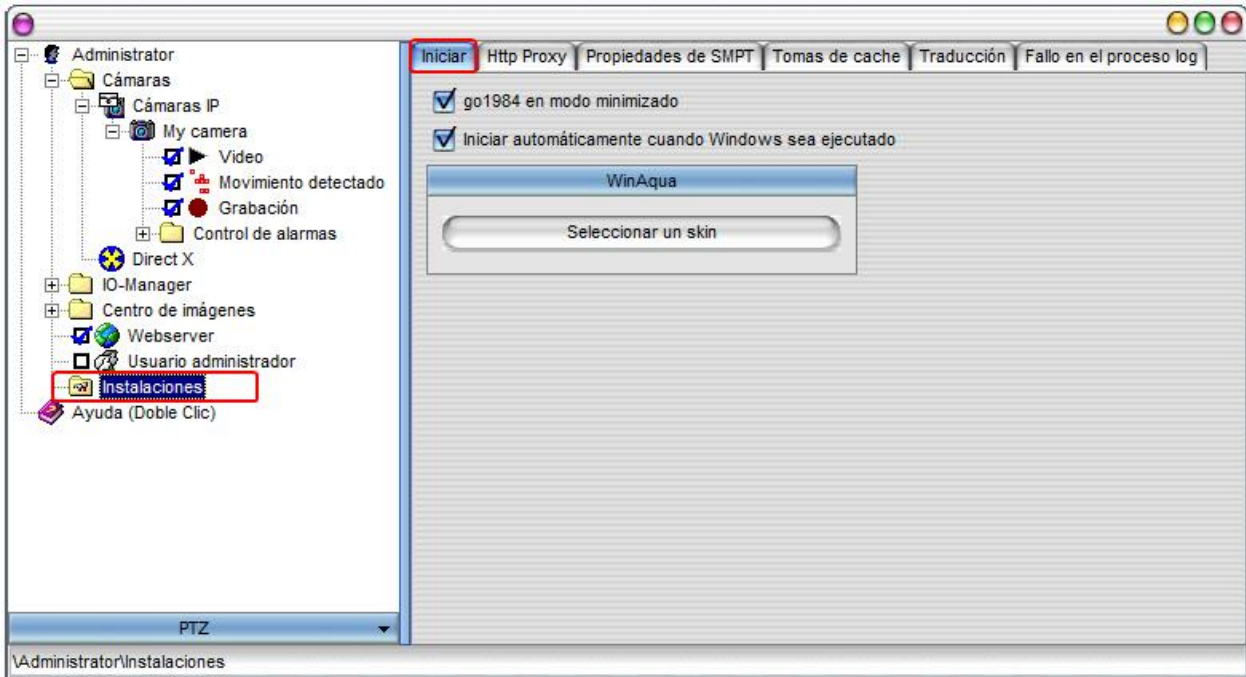 Administrator
Cámaras
Cámaras IP
My camera
Video
Movimiento detectado
Grabación
Control de alarmas
Direct X
IO-Manager
Centro de imágenes
Webserver
Usuario administrador
Instalaciones
Ayuda (Doble Clic)
PTZ
Iniciar Http Proxy Propiedades de SMPT Tomas de cache Traducción Fallo en el proceso log
go1984 en modo minimizado
Iniciar automáticamente cuando Windows sea ejecutado
WinAqua
Seleccionar un skin
\Administrator\Instalaciones